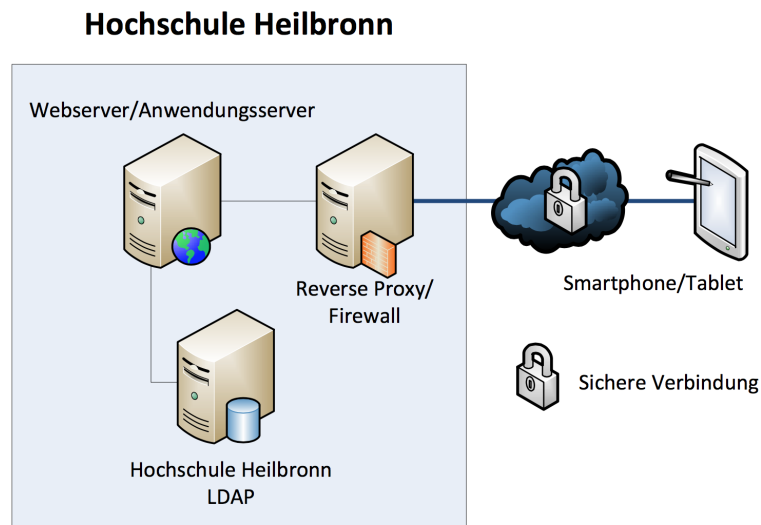 Hochschule Heilbronn
Webserver/Anwendungsserver
Reverse Proxy/
Firewall
Smartphone/Tablet
Sichere Verbindung
Hochschule Heilbronn
LDAP